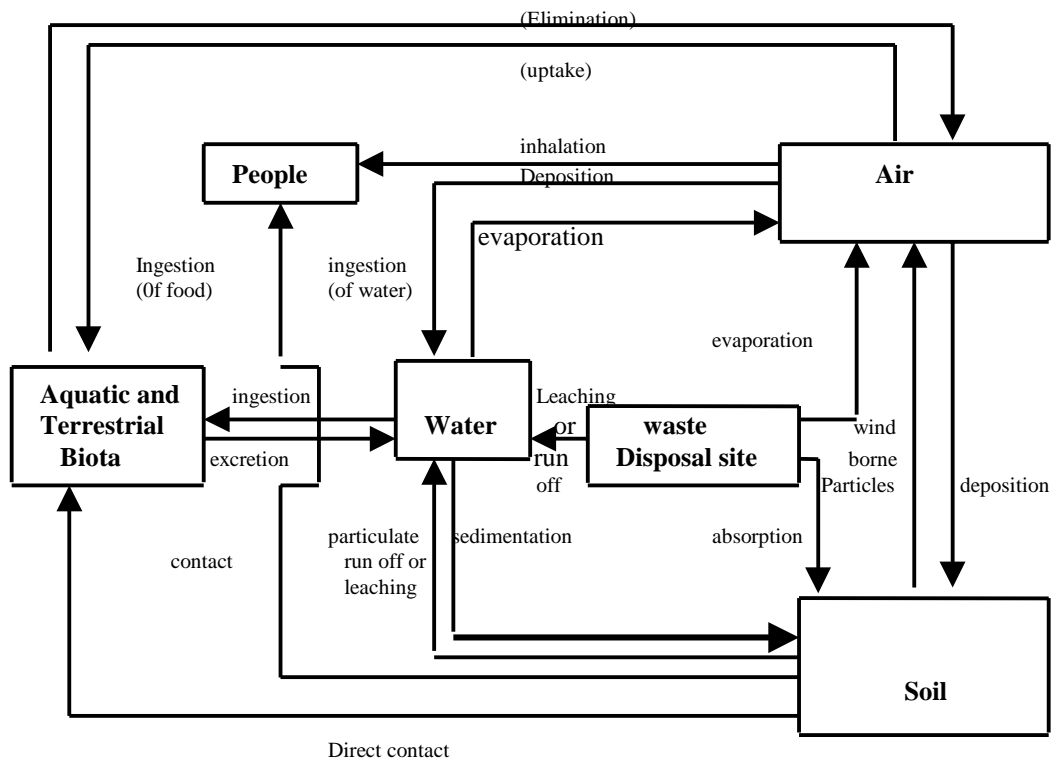 (Elimination)
(uptake)
inhalation
People
Deposition
Air
evaporation
Ingestion
(0f food)
ingestion
(of water)
evaporation
Aquatic and
Terrestrial
Biota
ingestion
excretion
Water
Leaching
or
run
off
waste
Disposal site
wind
borne
Particles
deposition
particulate
run off or
leaching
sedimentation
absorption
contact
Soil
Direct contact